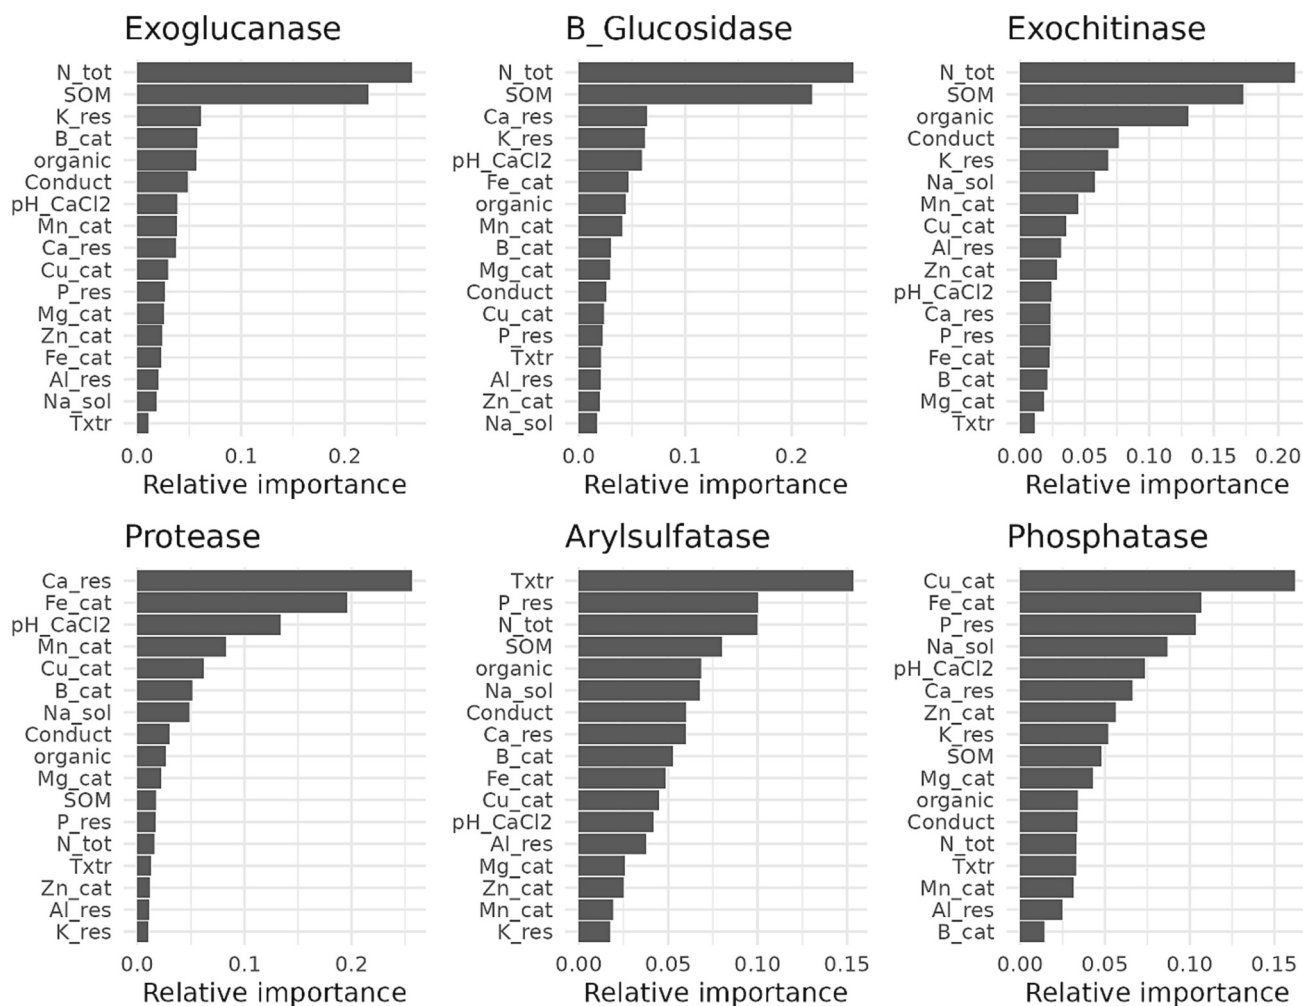 Exoglucanase
N_tot
SOM
K_res
B_cat
organic
Conduct
pH_CaCl2
Mn_cat
Ca_res
Cu_cat
P_res
Mg_cat
Zn_cat
Fe_cat
Al_res
Na_sol
Txtr
0.0 0.1 0.2
Relative importance
B_Glucosidase
N_tot
SOM
Ca_res
K_res
pH_CaCl2
Fe_cat
organic
Mn_cat
B_cat
Mg_cat
Conduct
Cu_cat
P_res
Txtr
Al_res
Zn_cat
Na_sol
0.0 0.1 0.2
Relative importance
Exochitinase
N_tot
SOM
organic
Conduct
K_res
Na_sol
Mn_cat
Cu_cat
Al_res
Zn_cat
pH_CaCl2
Ca_res
P_res
Fe_cat
B_cat
Mg_cat
Txtr
0.00 0.05 0.10 0.15 0.20
Relative importance
Protease
Ca_res
Fe_cat
pH_CaCl2
Mn_cat
Cu_cat
B_cat
Na_sol
Conduct
organic
Mg_cat
SOM
P_res
N_tot
Txtr
Zn_cat
Al_res
K_res
0.0 0.1 0.2
Relative importance
Arylsulfatase
Txtr
P_res
N_tot
SOM
organic
Na_sol
Conduct
Ca_res
B_cat
Fe_cat
Cu_cat
pH_CaCl2
Al_res
Mg_cat
Zn_cat
Mn_cat
K_res
0.00 0.05 0.10 0.15
Relative importance
Phosphatase
Cu_cat
Fe_cat
P_res
Na_sol
pH_CaCl2
Ca_res
Zn_cat
K_res
SOM
Mg_cat
organic
Conduct
N_tot
Txtr
Mn_cat
Al_res
B_cat
0.00 0.05 0.10 0.15
Relative importance